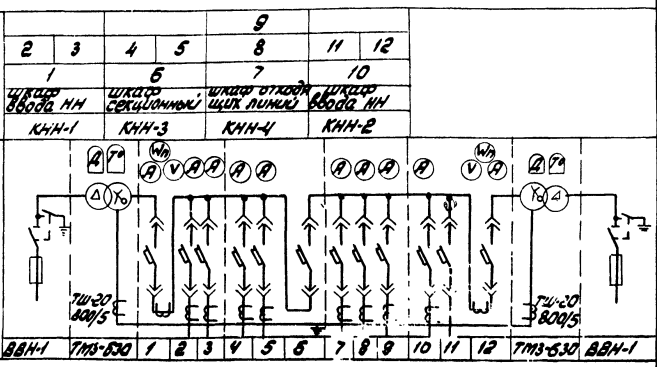 9
2 3 4 5 8 11 12
1 6 7 10
шкаф ввода НН
шкаф секционный
шкаф отходящих линий
шкаф ввода НН
КНН-1 КНН-3 КНН-4 КНН-2
Д Т° Wh Wh Д Т°
A V A A A A A A A A V A
Δ Y₀ Y₀ Δ
ТШ-20 ТШ-20
800/5 800/5
ВВН-1 ТМЗ-630 1 2 3 4 5 6 7 8 9 10 11 12 ТМЗ-630 ВВН-1